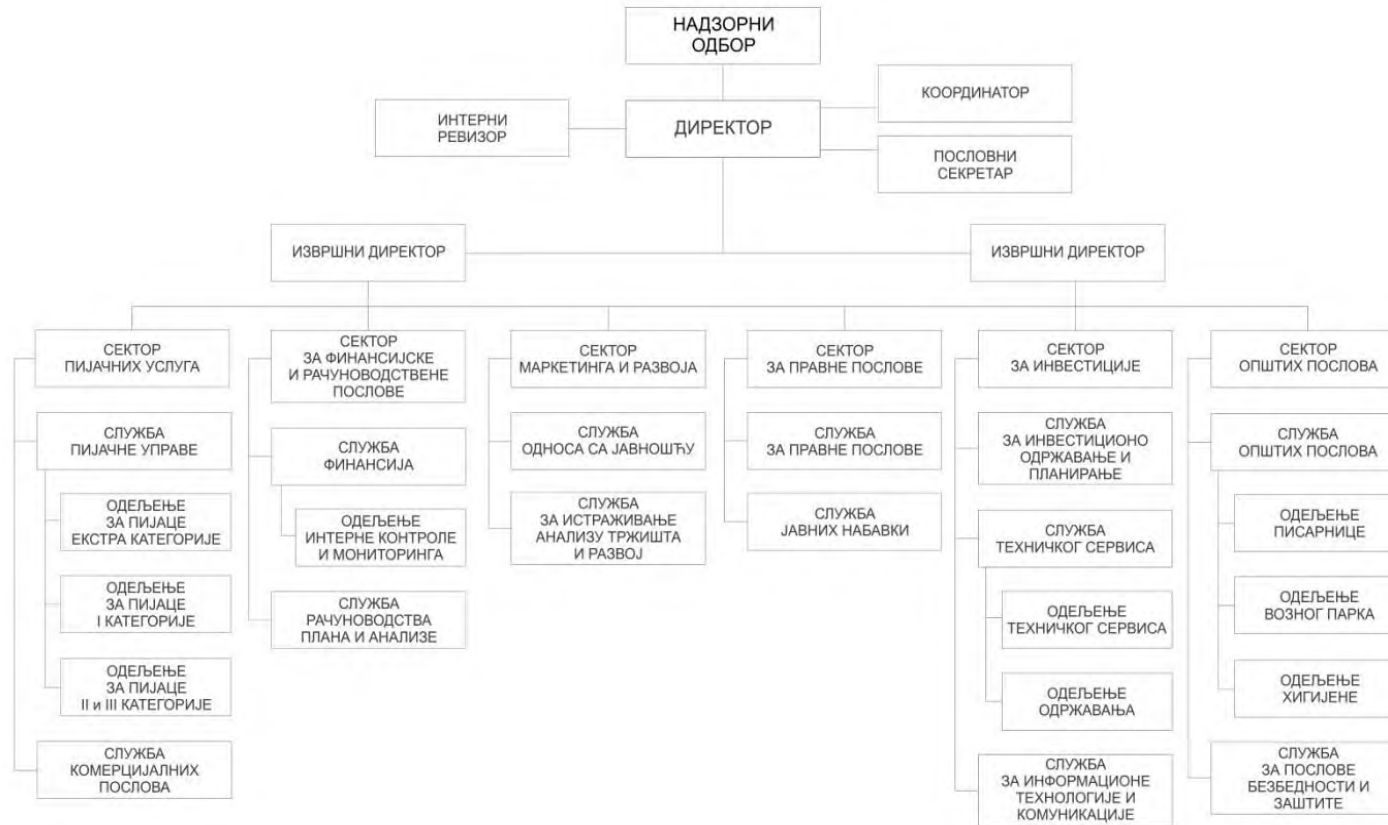 НАДЗОРНИ
ОДБОР
КООРДИНАТОР
ИНТЕРНИ
РЕВИЗОР
ДИРЕКТОР
ПОСЛОВНИ
СЕКРЕТАР
ИЗВРШНИ ДИРЕКТОР
ИЗВРШНИ ДИРЕКТОР
СЕКТОР
ПИЈАЧНИХ УСЛУГА
СЛУЖБА
ПИЈАЧНЕ УПРАВЕ
ОДЕЉЕЊЕ
ЗА ПИЈАЦЕ
ЕКСТРА КАТЕГОРИЈЕ
ОДЕЉЕЊЕ
ЗА ПИЈАЦЕ
I КАТЕГОРИЈЕ
ОДЕЉЕЊЕ
ЗА ПИЈАЦЕ
II и III КАТЕГОРИЈЕ
СЛУЖБА
КОМЕРЦИЈАЛНИХ
ПОСЛОВА
СЕКТОР
ЗА ФИНАНСИЈСКЕ
И РАЧУНОВОДСТВЕНЕ
ПОСЛОВЕ
СЛУЖБА
ФИНАНСИЈА
ОДЕЉЕЊЕ
ИНТЕРНЕ КОНТРОЛЕ
И МОНИТОРИНГА
СЛУЖБА
РАЧУНОВОДСТВА
ПЛАНА И АНАЛИЗЕ
СЕКТОР
МАРКЕТИНГА И РАЗВОЈА
СЛУЖБА
ОДНОСА СА ЈАВНОШЋУ
СЛУЖБА
ЗА ИСТРАЖИВАЊЕ
АНАЛИЗУ ТРЖИШТА
И РАЗВОЈ
СЕКТОР
ЗА ПРАВНЕ ПОСЛОВЕ
СЛУЖБА
ЗА ПРАВНЕ ПОСЛОВЕ
СЛУЖБА
ЈАВНИХ НАБАВКИ
СЕКТОР
ЗА ИНВЕСТИЦИЈЕ
СЛУЖБА
ЗА ИНВЕСТИЦИОНО
ОДРЖАВАЊЕ И
ПЛАНИРАЊЕ
СЛУЖБА
ТЕХНИЧКОГ СЕРВИСА
ОДЕЉЕЊЕ
ТЕХНИЧКОГ СЕРВИСА
ОДЕЉЕЊЕ
ОДРЖАВАЊА
СЛУЖБА
ЗА ИНФОРМАЦИОНЕ
ТЕХНОЛОГИЈЕ И
КОМУНИКАЦИЈЕ
СЕКТОР
ОПШТИХ ПОСЛОВА
СЛУЖБА
ОПШТИХ ПОСЛОВА
ОДЕЉЕЊЕ
ПИСАРНИЦЕ
ОДЕЉЕЊЕ
ВОЗНОГ ПАРКА
ОДЕЉЕЊЕ
ХИГИЈЕНЕ
СЛУЖБА
ЗА ПОСЛОВЕ
БЕЗБЕДНОСТИ И
ЗАШТИТЕ